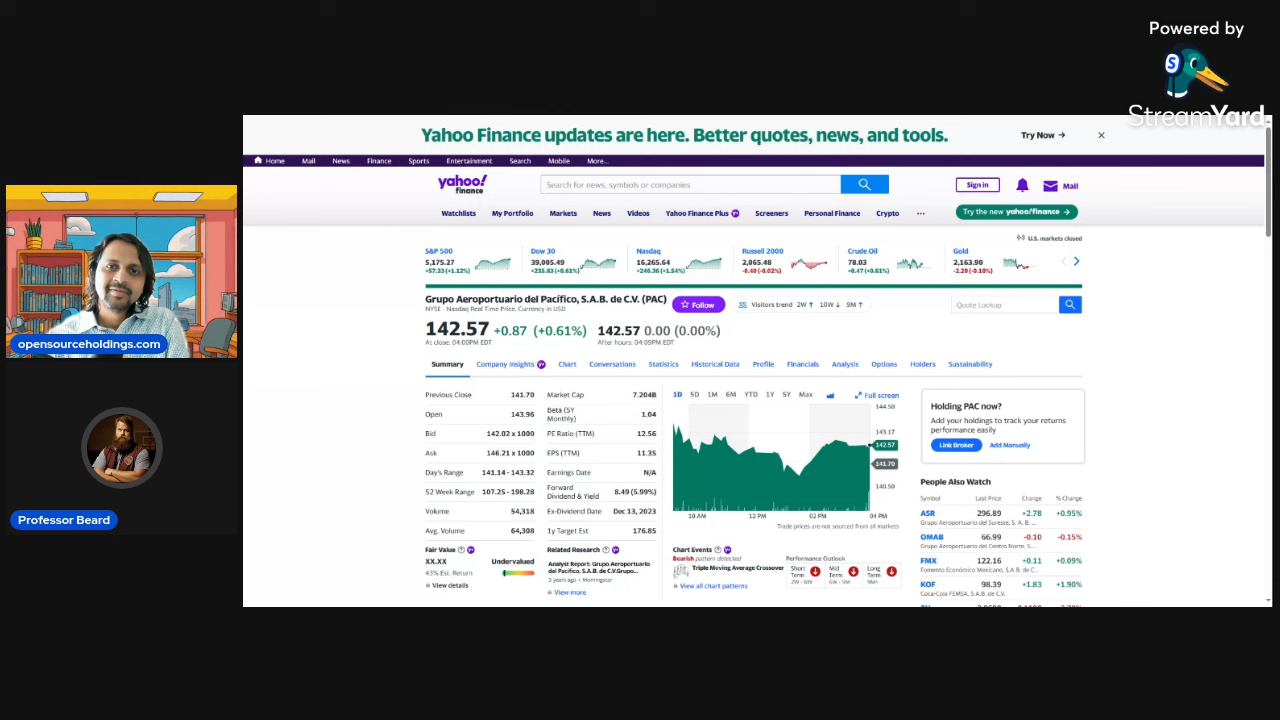 Powered by
StreamYard
Yahoo Finance updates are here. Better quotes, news, and tools.
Try Now →
Home Mail News Finance Sports Entertainment Search Mobile More...
yahoo!
finance
Search for news, symbols or companies
Sign in
Mail
Watchlists My Portfolio Markets News Videos Yahoo Finance Plus Screeners Personal Finance Crypto ...
Try the new yahoo/finance →
U.S. markets closed
S&P 500 Dow 30 Nasdaq Russell 2000 Crude Oil Gold
5,175.27 39,005.49 16,265.64 2,065.48 78.03 2,163.90
+57.33 (+1.12%) +235.83 (+0.61%) +246.36 (+1.54%) -0.40 (-0.02%) +0.47 (+0.61%) -2.20 (-0.10%)
Grupo Aeroportuario del Pacífico, S.A.B. de C.V. (PAC)
Follow
Visitors trend 2W ↑ 10W ↓ 9M ↑
Quote Lookup
NYSE - Nasdaq Real Time Price. Currency in USD
142.57 +0.87 (+0.61%) 142.57 0.00 (0.00%)
At close: 04:00PM EDT After hours: 04:09PM EDT
Summary Company Insights Chart Conversations Statistics Historical Data Profile Financials Analysis Options Holders Sustainability
Previous Close 141.70
Open 143.96
Bid 142.02 x 1000
Ask 146.21 x 1000
Day's Range 141.14 - 143.32
52 Week Range 107.25 - 198.28
Volume 54,318
Avg. Volume 64,308
Market Cap 7.204B
Beta (5Y
Monthly) 1.04
PE Ratio (TTM) 12.56
EPS (TTM) 11.35
Earnings Date N/A
Forward
Dividend & Yield 8.49 (5.99%)
Ex-Dividend Date Dec 13, 2023
1y Target Est 176.85
Fair Value
XX.XX Undervalued
43% Est. Return
View details
Related Research
Analyst Report: Grupo Aeroportuario
del Pacífico, S.A.B. de C.V.Grupo...
3 years ago • Morningstar
View more
1D 5D 1M 6M YTD 1Y 5Y Max
Full screen
144.50
143.17
142.57
141.70
140.50
10 AM 12 PM 02 PM 04 PM
Trade prices are not sourced from all markets
Chart Events
Bearish pattern detected
Triple Moving Average Crossover
View all chart patterns
Performance Outlook
Short
Term
2W - 6W
Mid
Term
6W - 9M
Long
Term
9M+
Holding PAC now?
Add your holdings to track your returns
performance easily
Link Broker Add Manually
People Also Watch
Symbol Last Price Change % Change
ASR 296.89 +2.78 +0.95%
Grupo Aeroportuario del Sureste, S. A. B. ...
OMAB 66.99 -0.10 -0.15%
Grupo Aeroportuario del Centro Norte, S...
FMX 122.16 +0.11 +0.09%
Fomento Económico Mexicano, S.A.B. de C...
KOF 98.39 +1.83 +1.90%
Coca-Cola FEMSA, S.A.B. de C.V.
opensourceholdings.com
Professor Beard